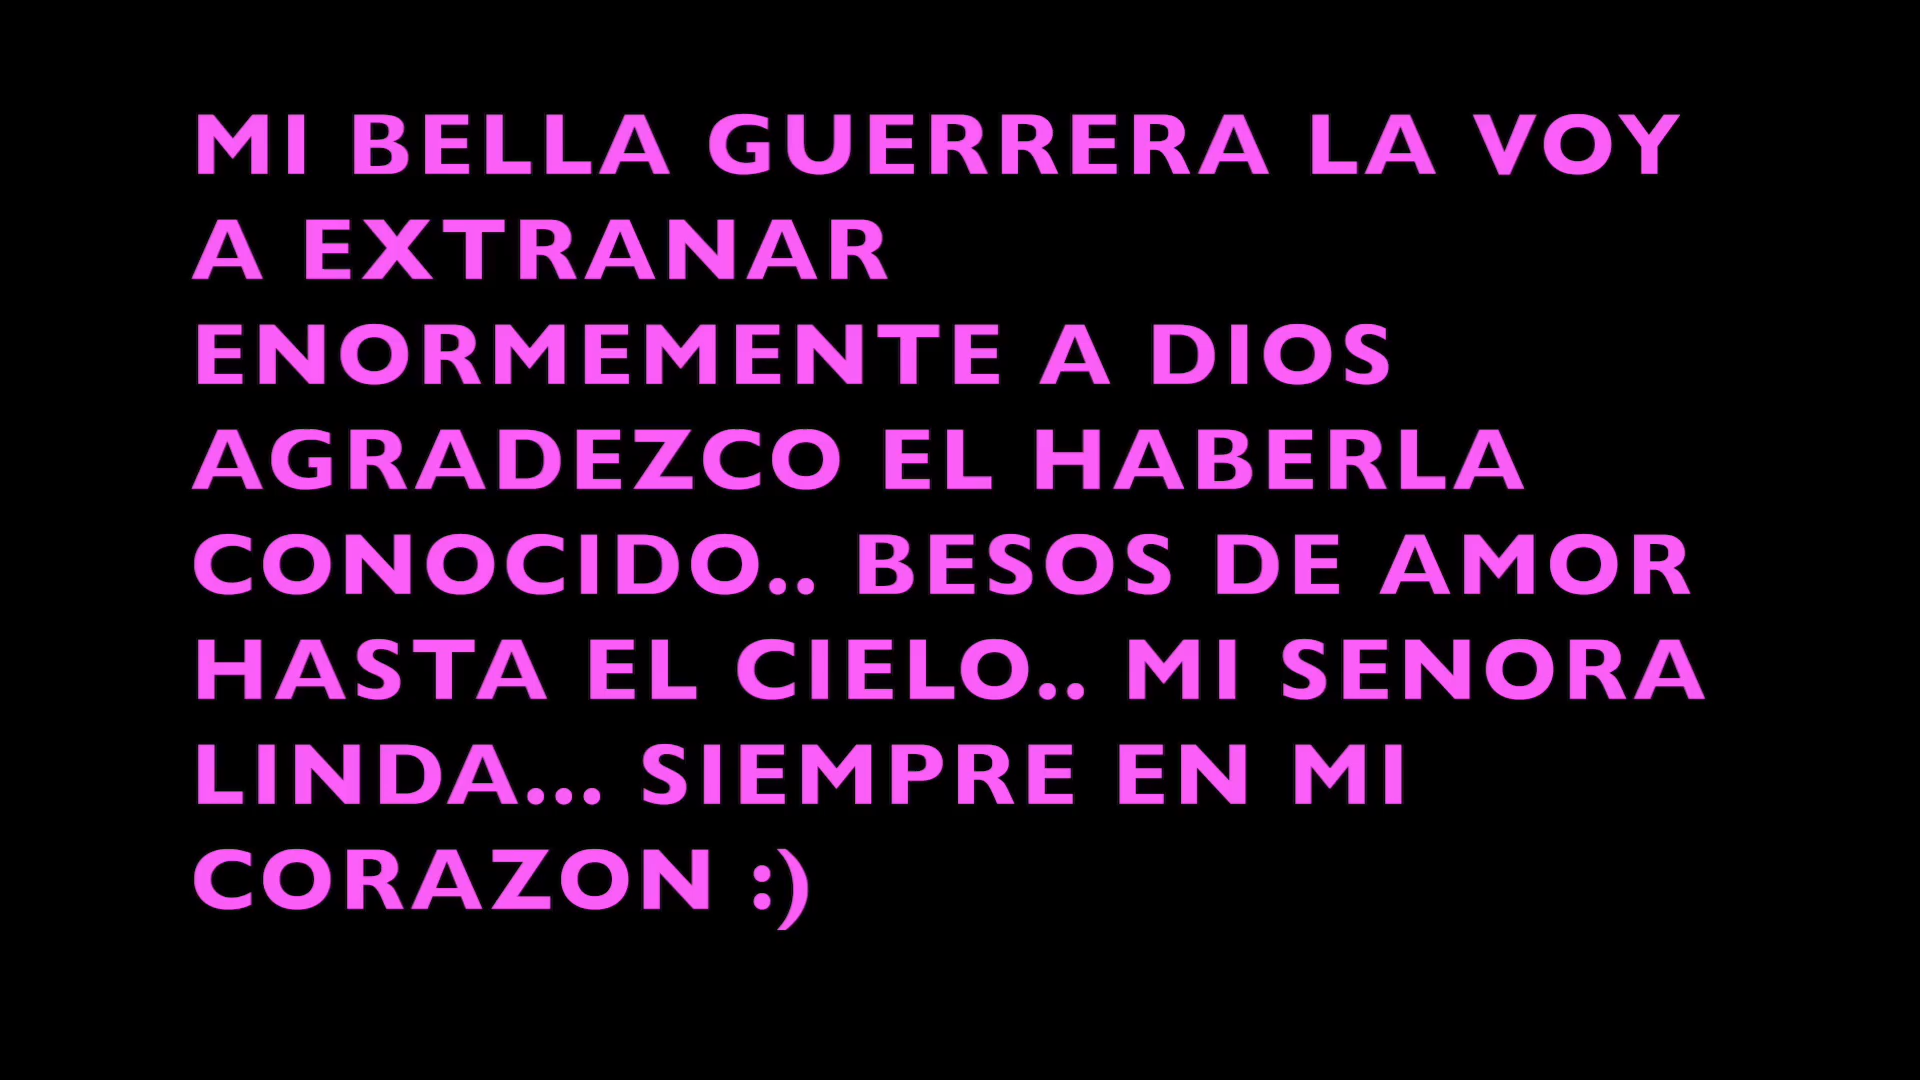 MI BELLA GUERRERA LA VOY
A EXTRANAR
ENORMEMENTE A DIOS
AGRADEZCO EL HABERLA
CONOCIDO.. BESOS DE AMOR
HASTA EL CIELO.. MI SENORA
LINDA... SIEMPRE EN MI
CORAZON :)